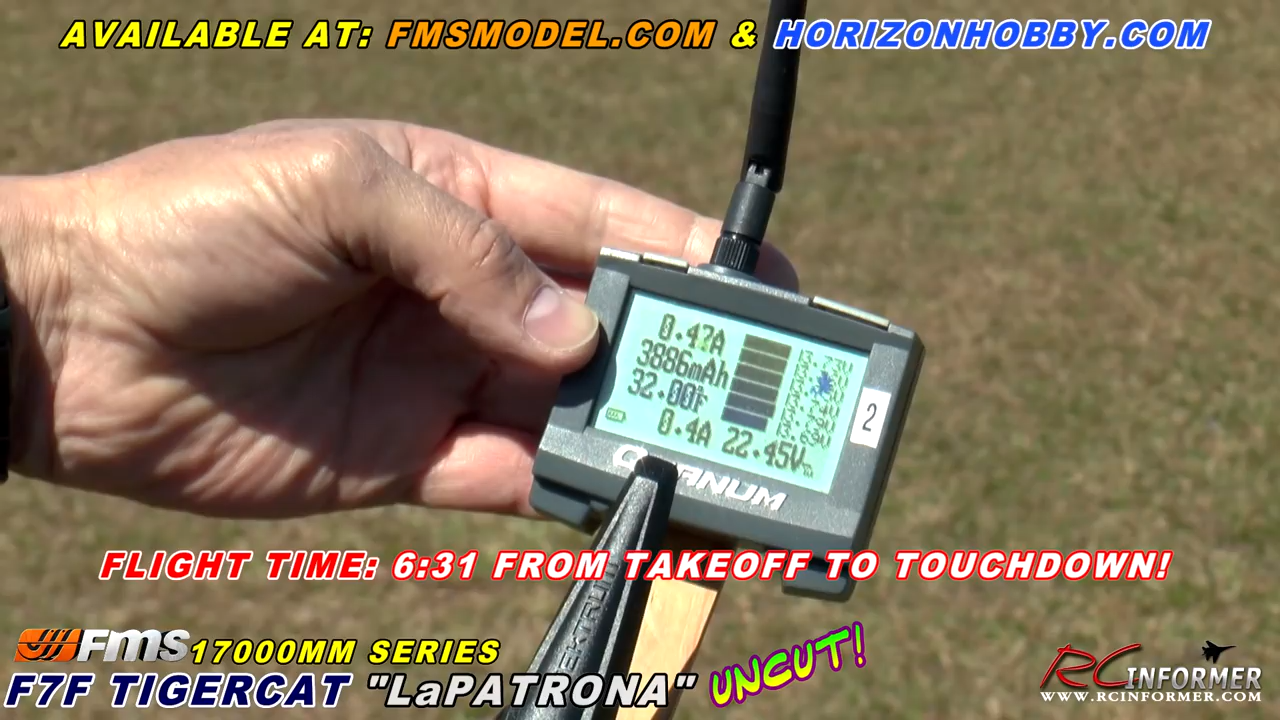 AVAILABLE AT: FMSMODEL.COM & HORIZONHOBBY.COM
0.47A
3886mAh
32.00F
0.4A 22.45V
2
QUANUM
FLIGHT TIME: 6:31 FROM TAKEOFF TO TOUCHDOWN!
Fms 17000MM SERIES
F7F TIGERCAT "LaPATRONA" UNCUT!
RC INFORMER
WWW.RCINFORMER.COM